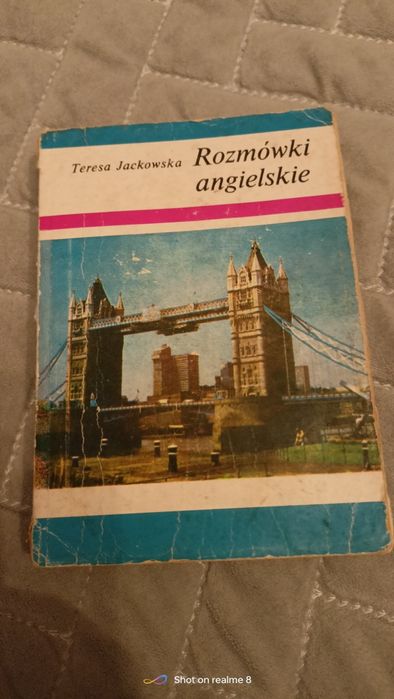 Teresa Jackowska
Rozmówki
angielskie
Shot on realme 8